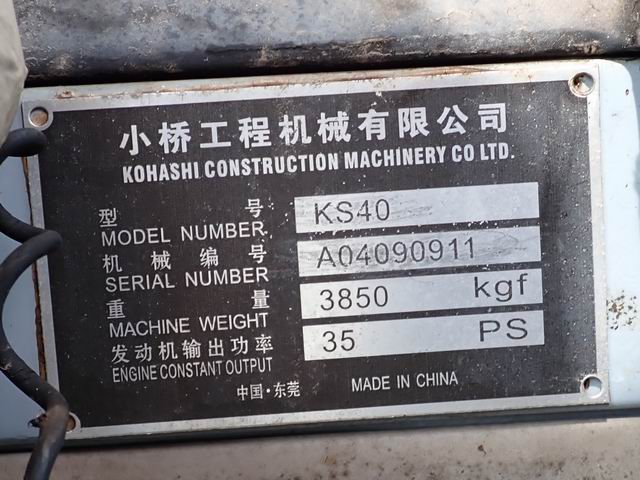 小桥工程机械有限公司
KOHASHI CONSTRUCTION MACHINERY CO LTD.
型号 KS40
MODEL NUMBER
机械编号 A04090911
SERIAL NUMBER
重量 3850 kgf
MACHINE WEIGHT
发动机输出功率 35 PS
ENGINE CONSTANT OUTPUT
中国·东莞 MADE IN CHINA